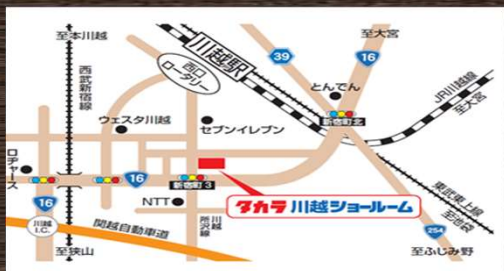 至本川越
西武新宿線
川越駅
西口
ロータリー
39
至大宮
16
とんでん
JR川越線
至大宮
ウェスタ川越
セブンイレブン
新宿町北
ロヂャース
16
新宿町3
NTT
川越
所沢線
タカラ 川越ショールーム
東武東上線
至池袋
16
川越
I.C.
関越自動車道
254
至狭山
至ふじみ野